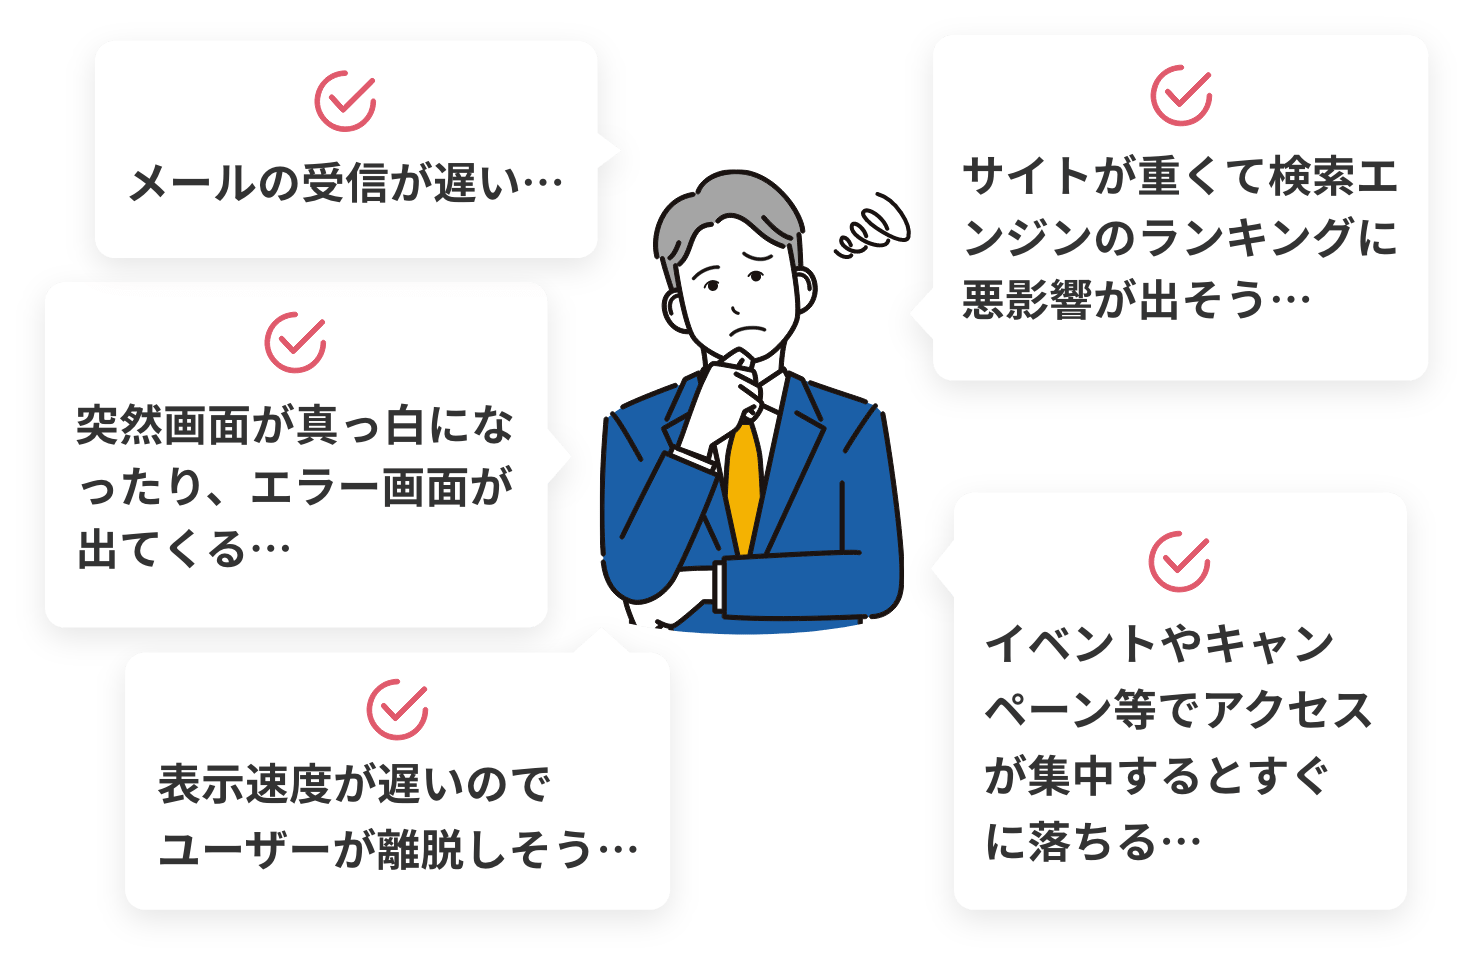 メールの受信が遅い…
突然画面が真っ白にな
ったり、エラー画面が
出てくる…
表示速度が遅いので
ユーザーが離脱しそう…
サイトが重くて検索エ
ンジンのランキングに
悪影響が出そう…
イベントやキャン
ペーン等でアクセス
が集中するとすぐ
に落ちる…